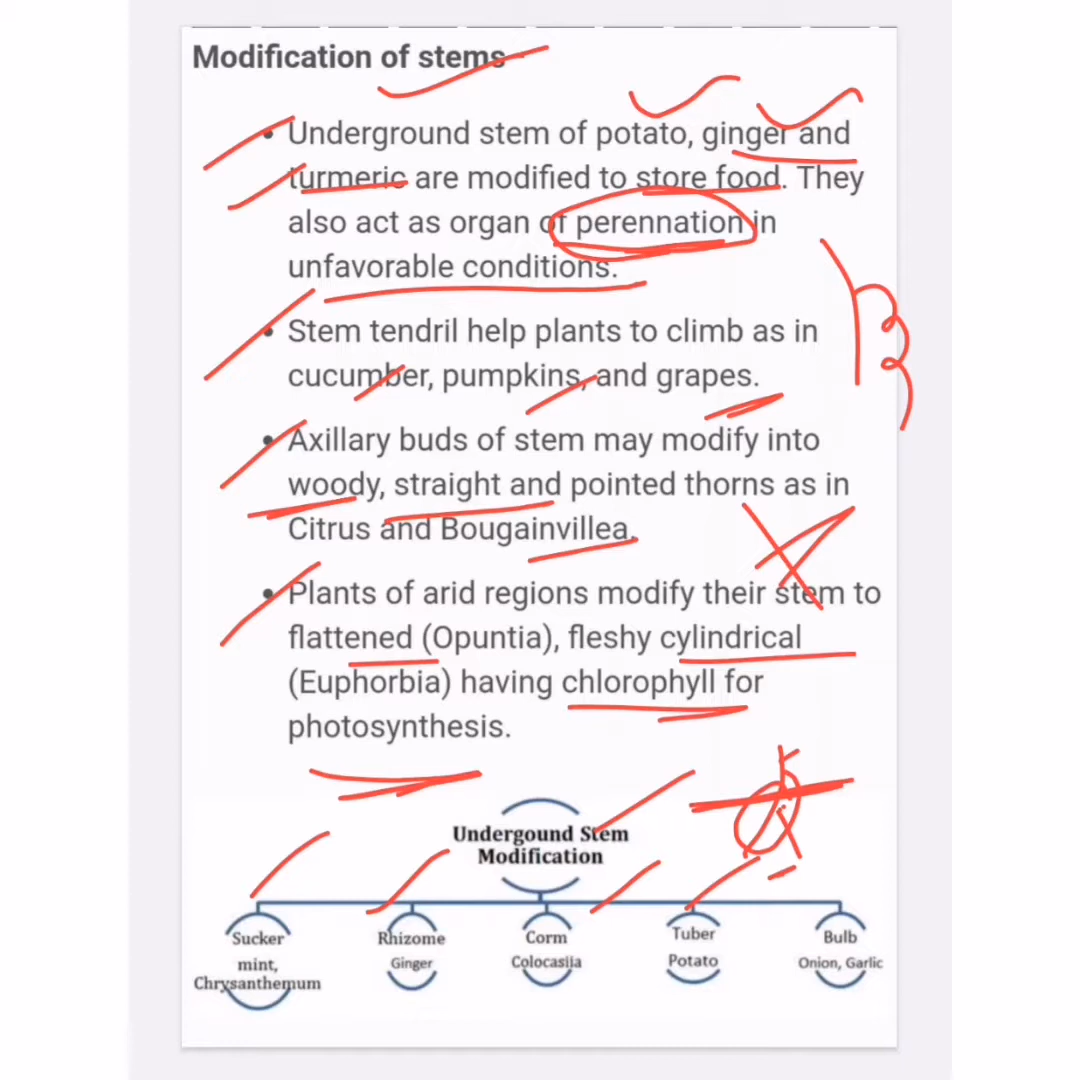 Modification of stems
• Underground stem of potato, ginger and
turmeric are modified to store food. They
also act as organ of perennation in
unfavorable conditions.
• Stem tendril help plants to climb as in
cucumber, pumpkins, and grapes.
• Axillary buds of stem may modify into
woody, straight and pointed thorns as in
Citrus and Bougainvillea.
• Plants of arid regions modify their stem to
flattened (Opuntia), fleshy cylindrical
(Euphorbia) having chlorophyll for
photosynthesis.
Undergound Stem
Modification
Sucker
mint,
Chrysanthemum
Rhizome
Ginger
Corm
Colocasiia
Tuber
Potato
Bulb
Onion, Garlic